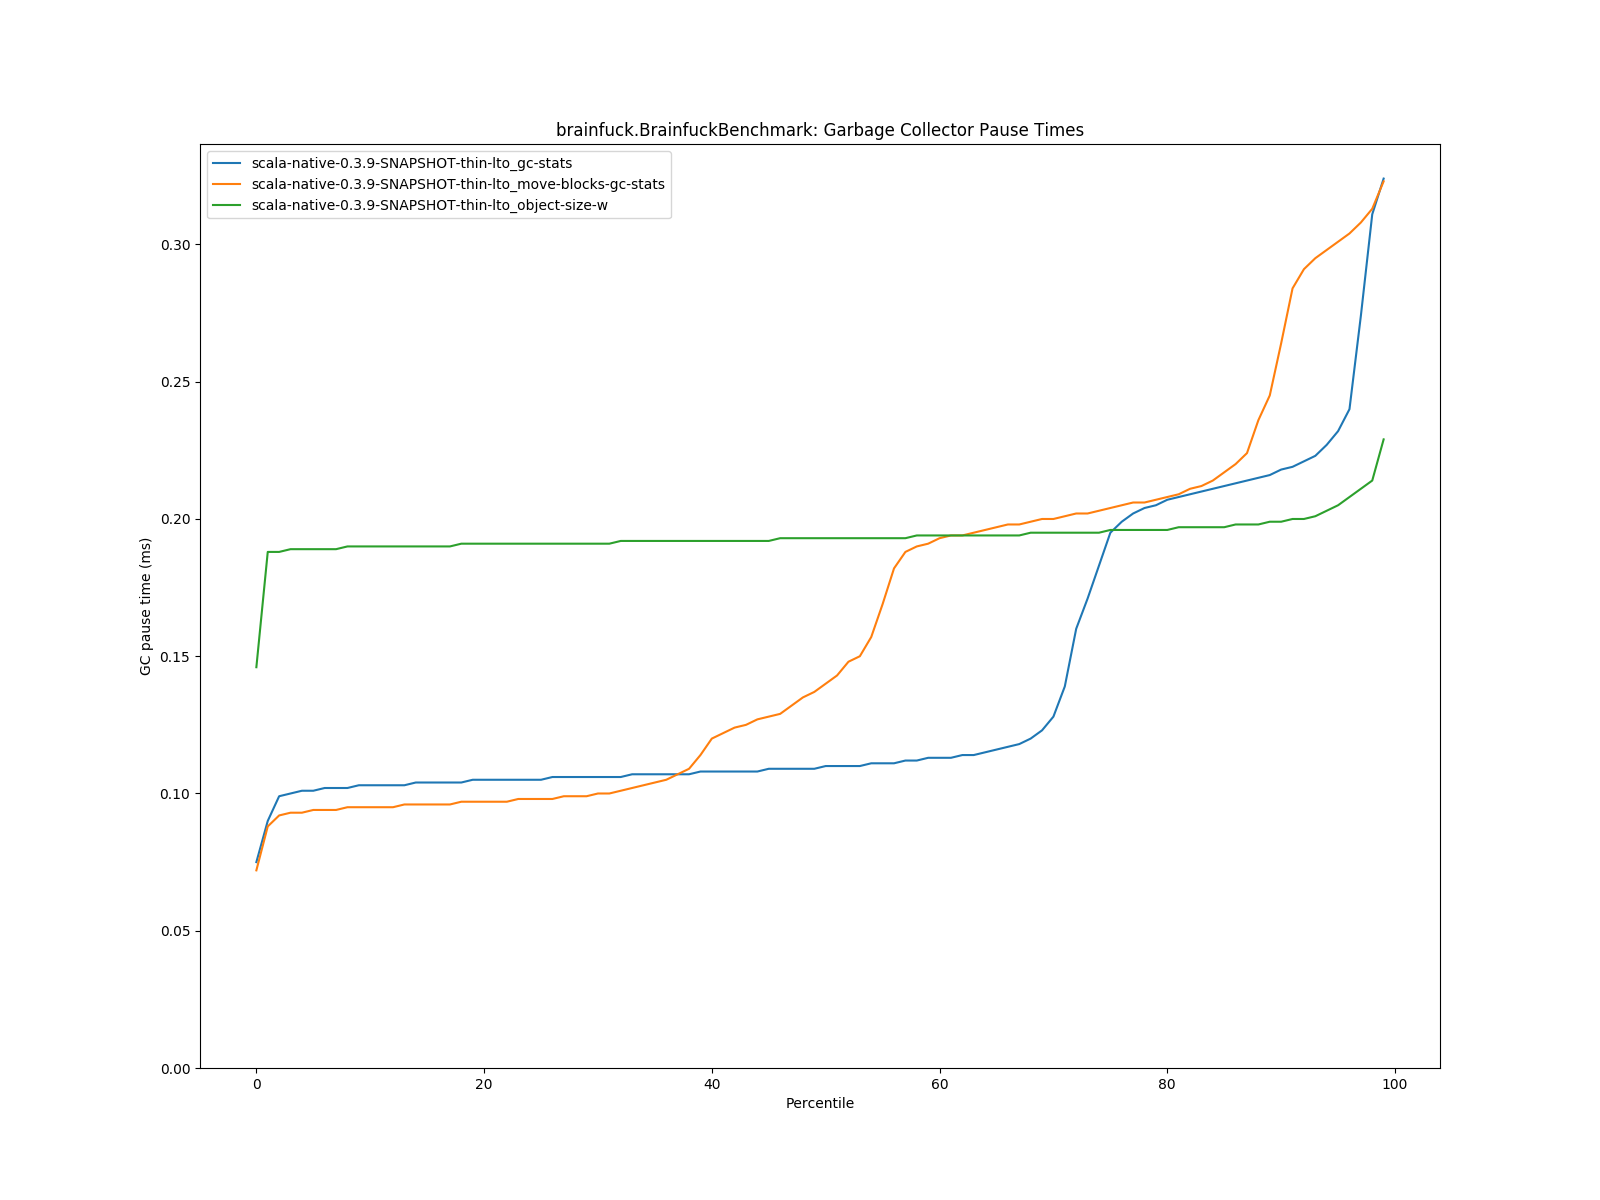 brainfuck.BrainfuckBenchmark: Garbage Collector Pause Times
scala-native-0.3.9-SNAPSHOT-thin-lto_gc-stats
scala-native-0.3.9-SNAPSHOT-thin-lto_move-blocks-gc-stats
scala-native-0.3.9-SNAPSHOT-thin-lto_object-size-w
GC pause time (ms)
0.30
0.25
0.20
0.15
0.10
0.05
0.00
0 20 40 60 80 100
Percentile